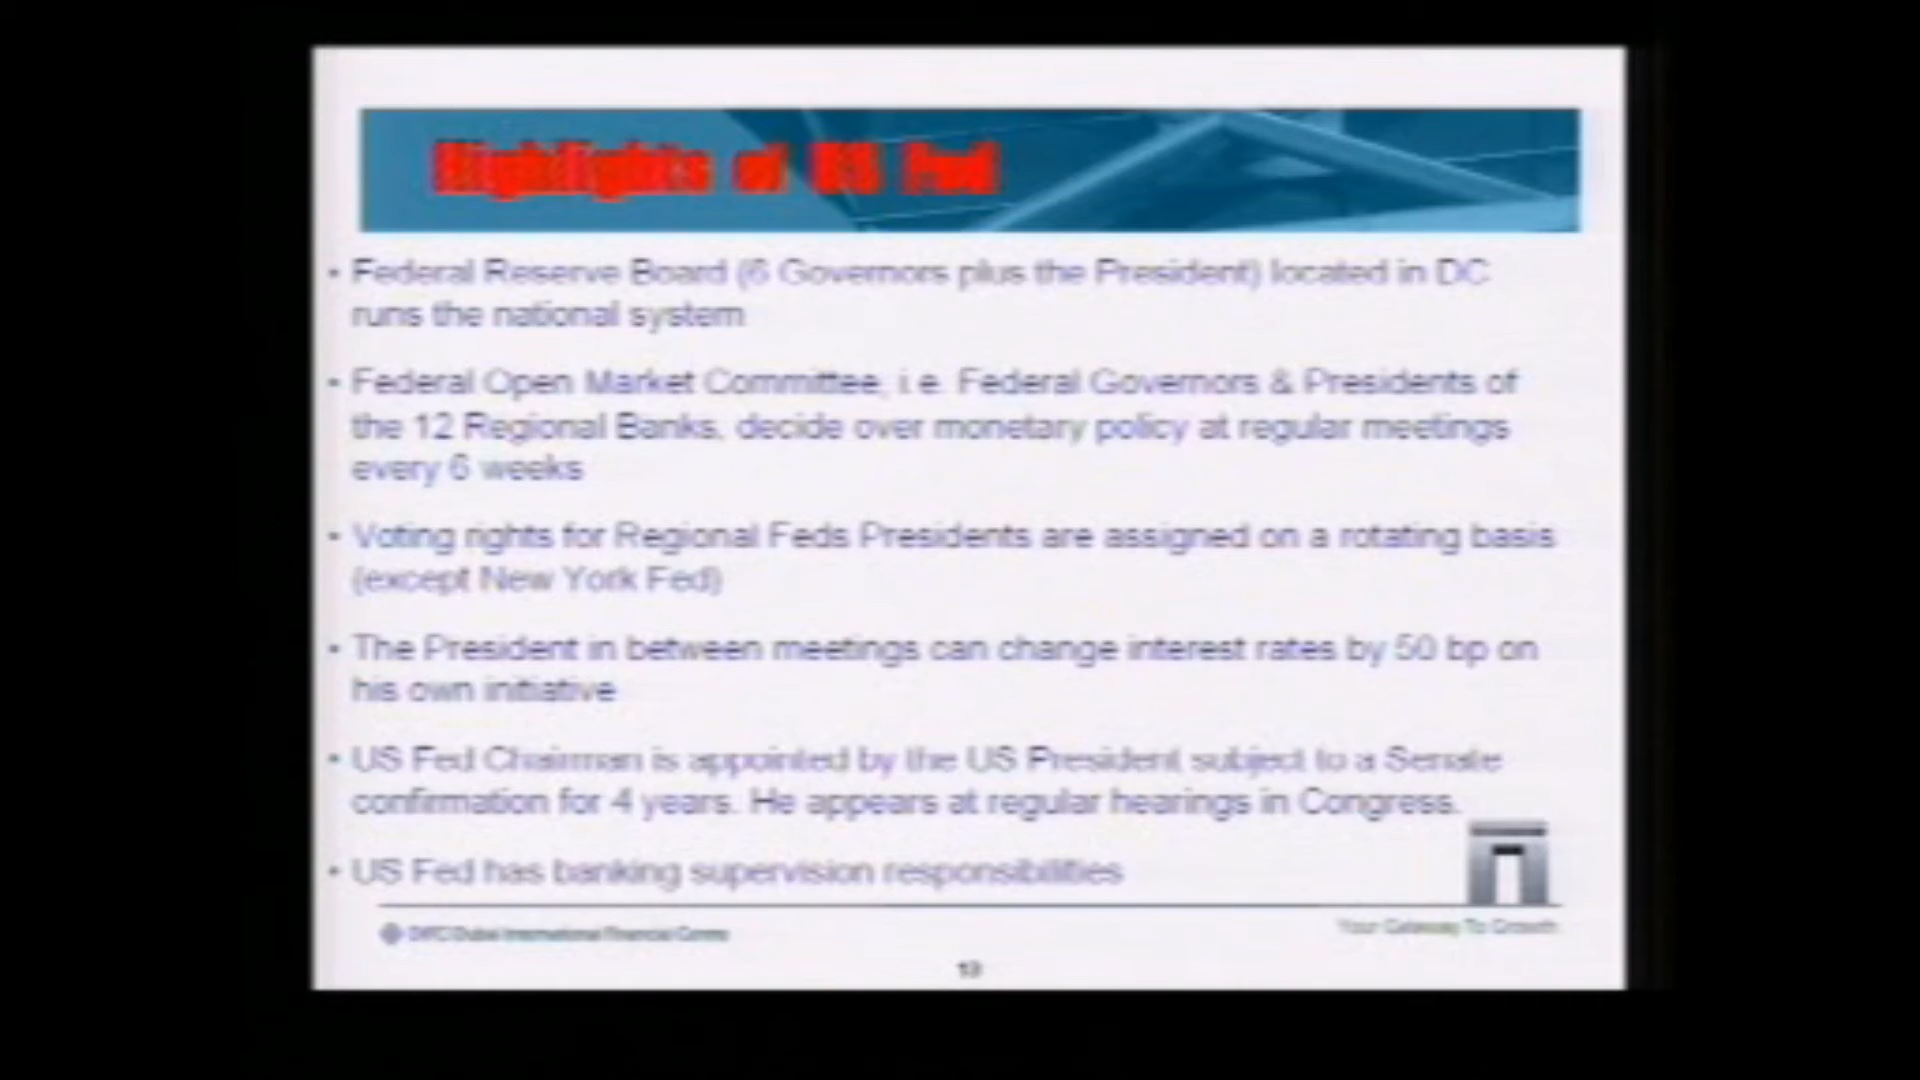 Highlights of US Fed
• Federal Reserve Board (6 Governors plus the President) located in DC
runs the national system
• Federal Open Market Committee, i.e. Federal Governors & Presidents of
the 12 Regional Banks, decide over monetary policy at regular meetings
every 6 weeks
• Voting rights for Regional Feds Presidents are assigned on a rotating basis
(except New York Fed)
• The President in between meetings can change interest rates by 50 bp on
his own initiative
• US Fed Chairman is appointed by the US President subject to a Senate
confirmation for 4 years. He appears at regular hearings in Congress.
• US Fed has banking supervision responsibilities
DIFC Dubai International Financial Centre
Your Gateway To Growth